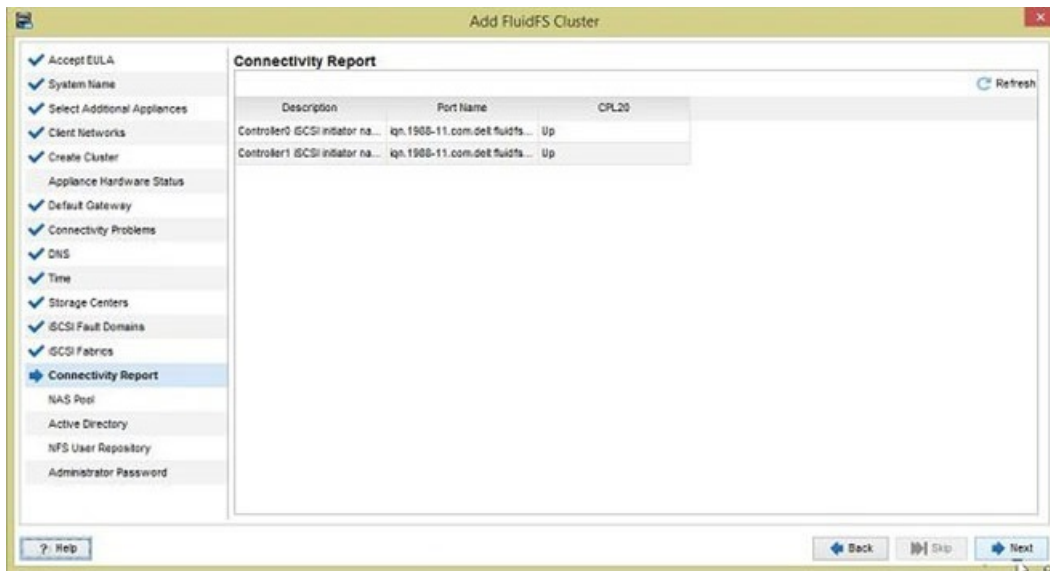 Add FluidFS Cluster
Accept EULA
System Name
Select Additional Appliances
Client Networks
Create Cluster
Appliance Hardware Status
Default Gateway
Connectivity Problems
DNS
Time
Storage Centers
iSCSI Fault Domains
iSCSI Fabrics
Connectivity Report
NAS Pool
Active Directory
NFS User Repository
Administrator Password
Connectivity Report
Refresh
Description Port Name CPL20
Controller0 iSCSI initiator na... iqn.1988-11.com.dell:fluidfs... Up
Controller1 iSCSI initiator na... iqn.1988-11.com.dell:fluidfs... Up
? Help
Back Skip Next